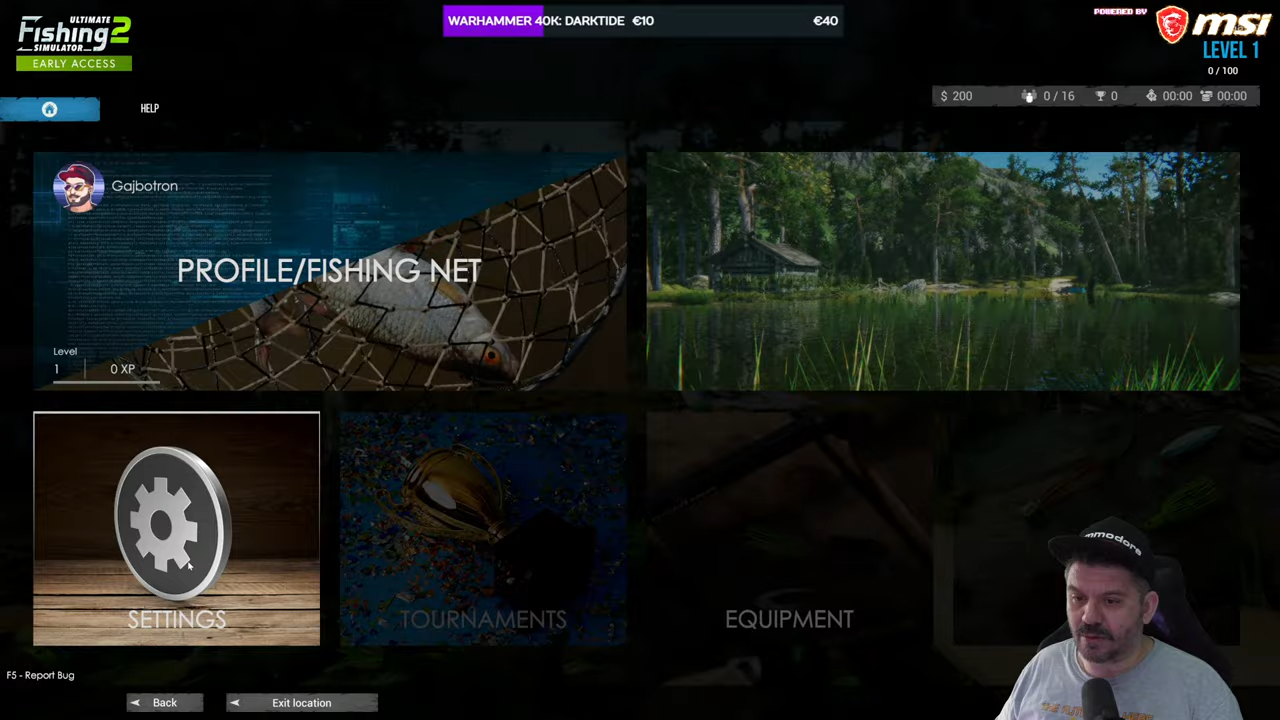 ULTIMATE
Fishing 2
SIMULATOR
EARLY ACCESS
WARHAMMER 40K: DARKTIDE €10 €40
POWERED BY
msi
LEVEL 1
0 / 100
HELP
$ 200 0 / 16 0 00:00 00:00
Gajbotron
PROFILE/FISHING NET
Level
1 0 XP
SETTINGS
TOURNAMENTS
EQUIPMENT
F5 - Report Bug
Back
Exit location